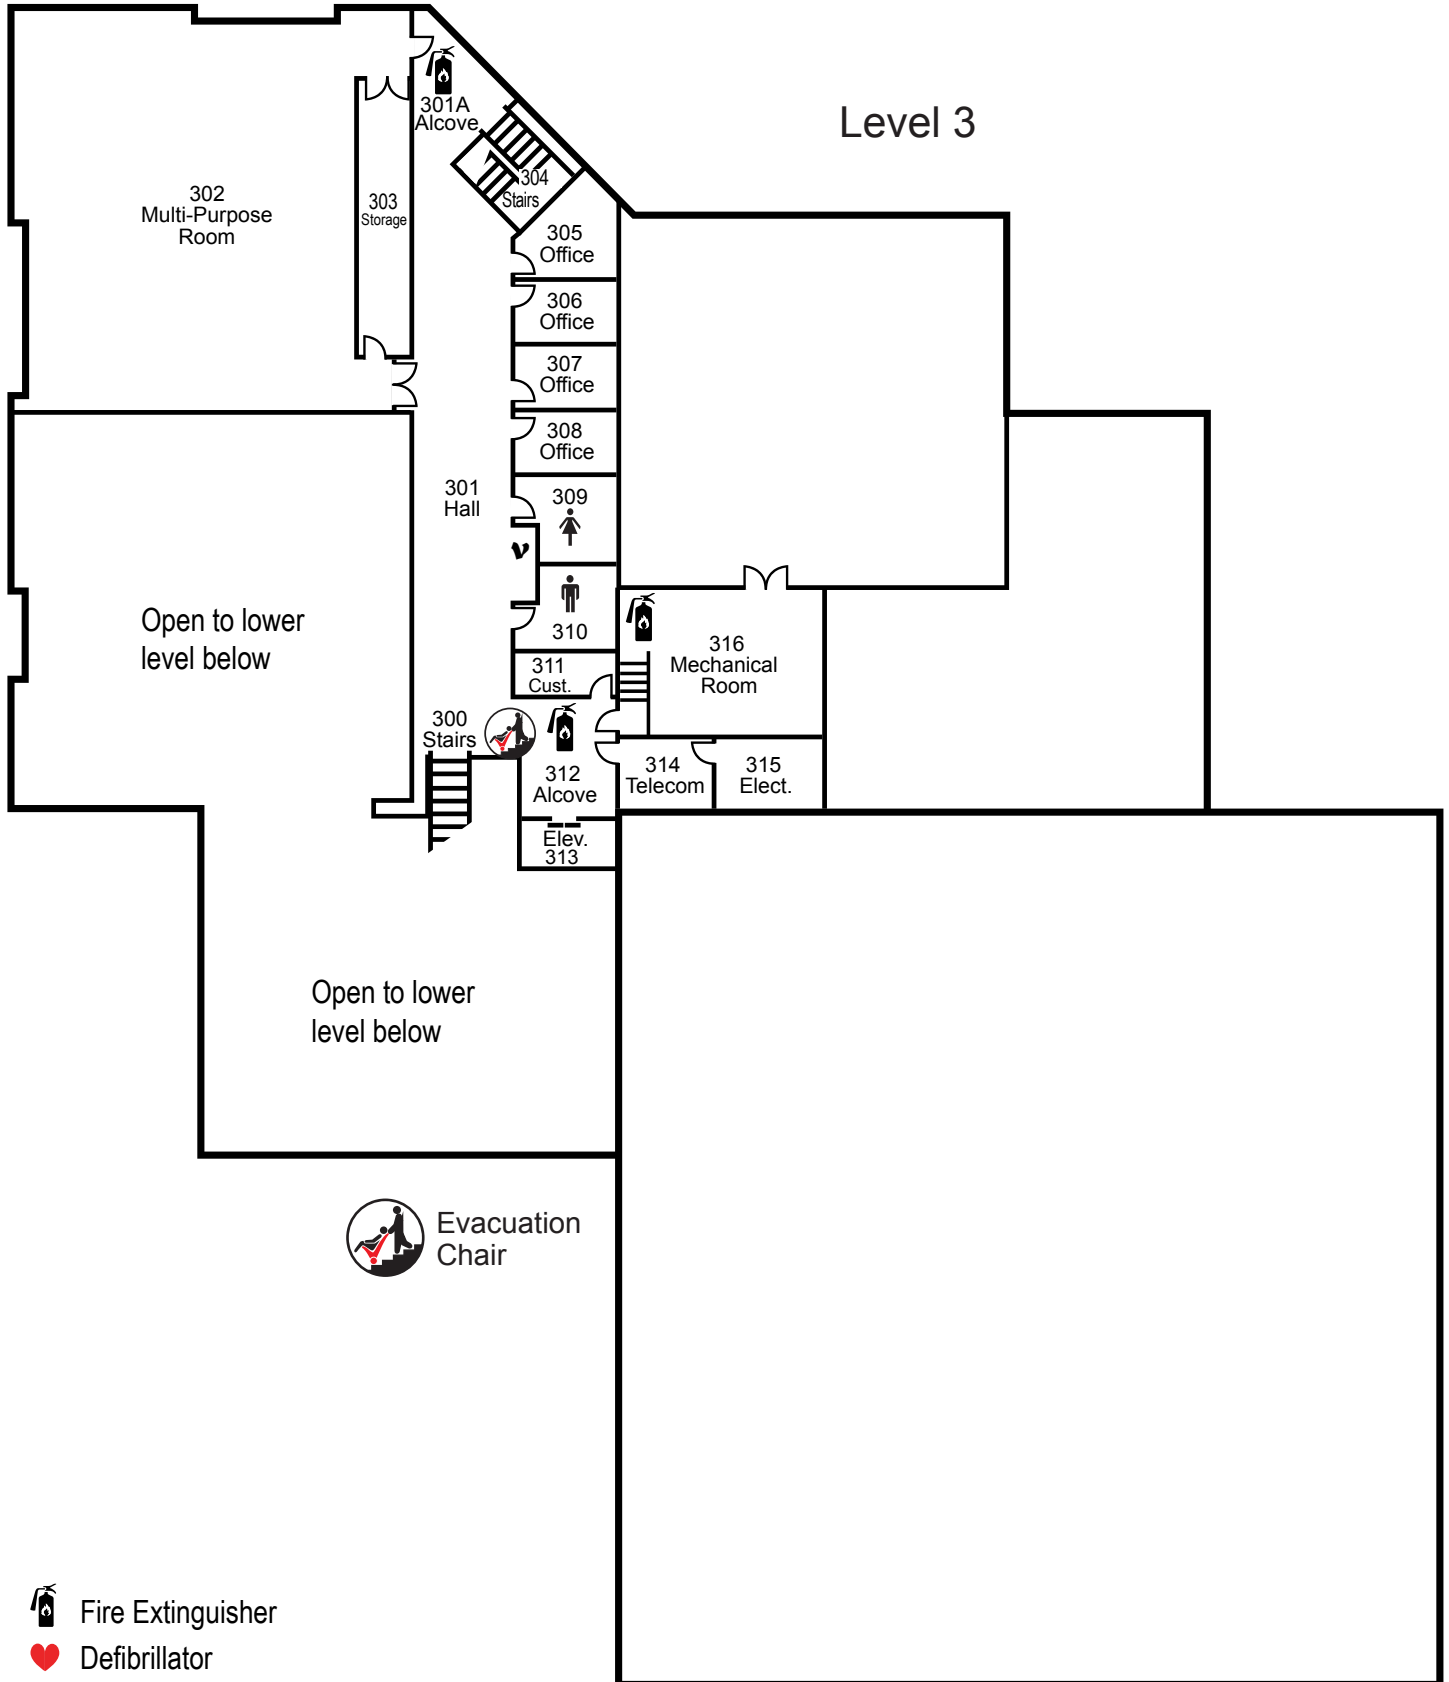 Level 3
301A
Alcove
302
Multi-Purpose
Room
303
Storage
304
Stairs
305
Office
306
Office
307
Office
308
Office
301
Hall
309
v
310
311
Cust.
316
Mechanical
Room
Open to lower
level below
300
Stairs
312
Alcove
314
Telecom
315
Elect.
Elev.
313
Open to lower
level below
Evacuation
Chair
Fire Extinguisher
Defibrillator